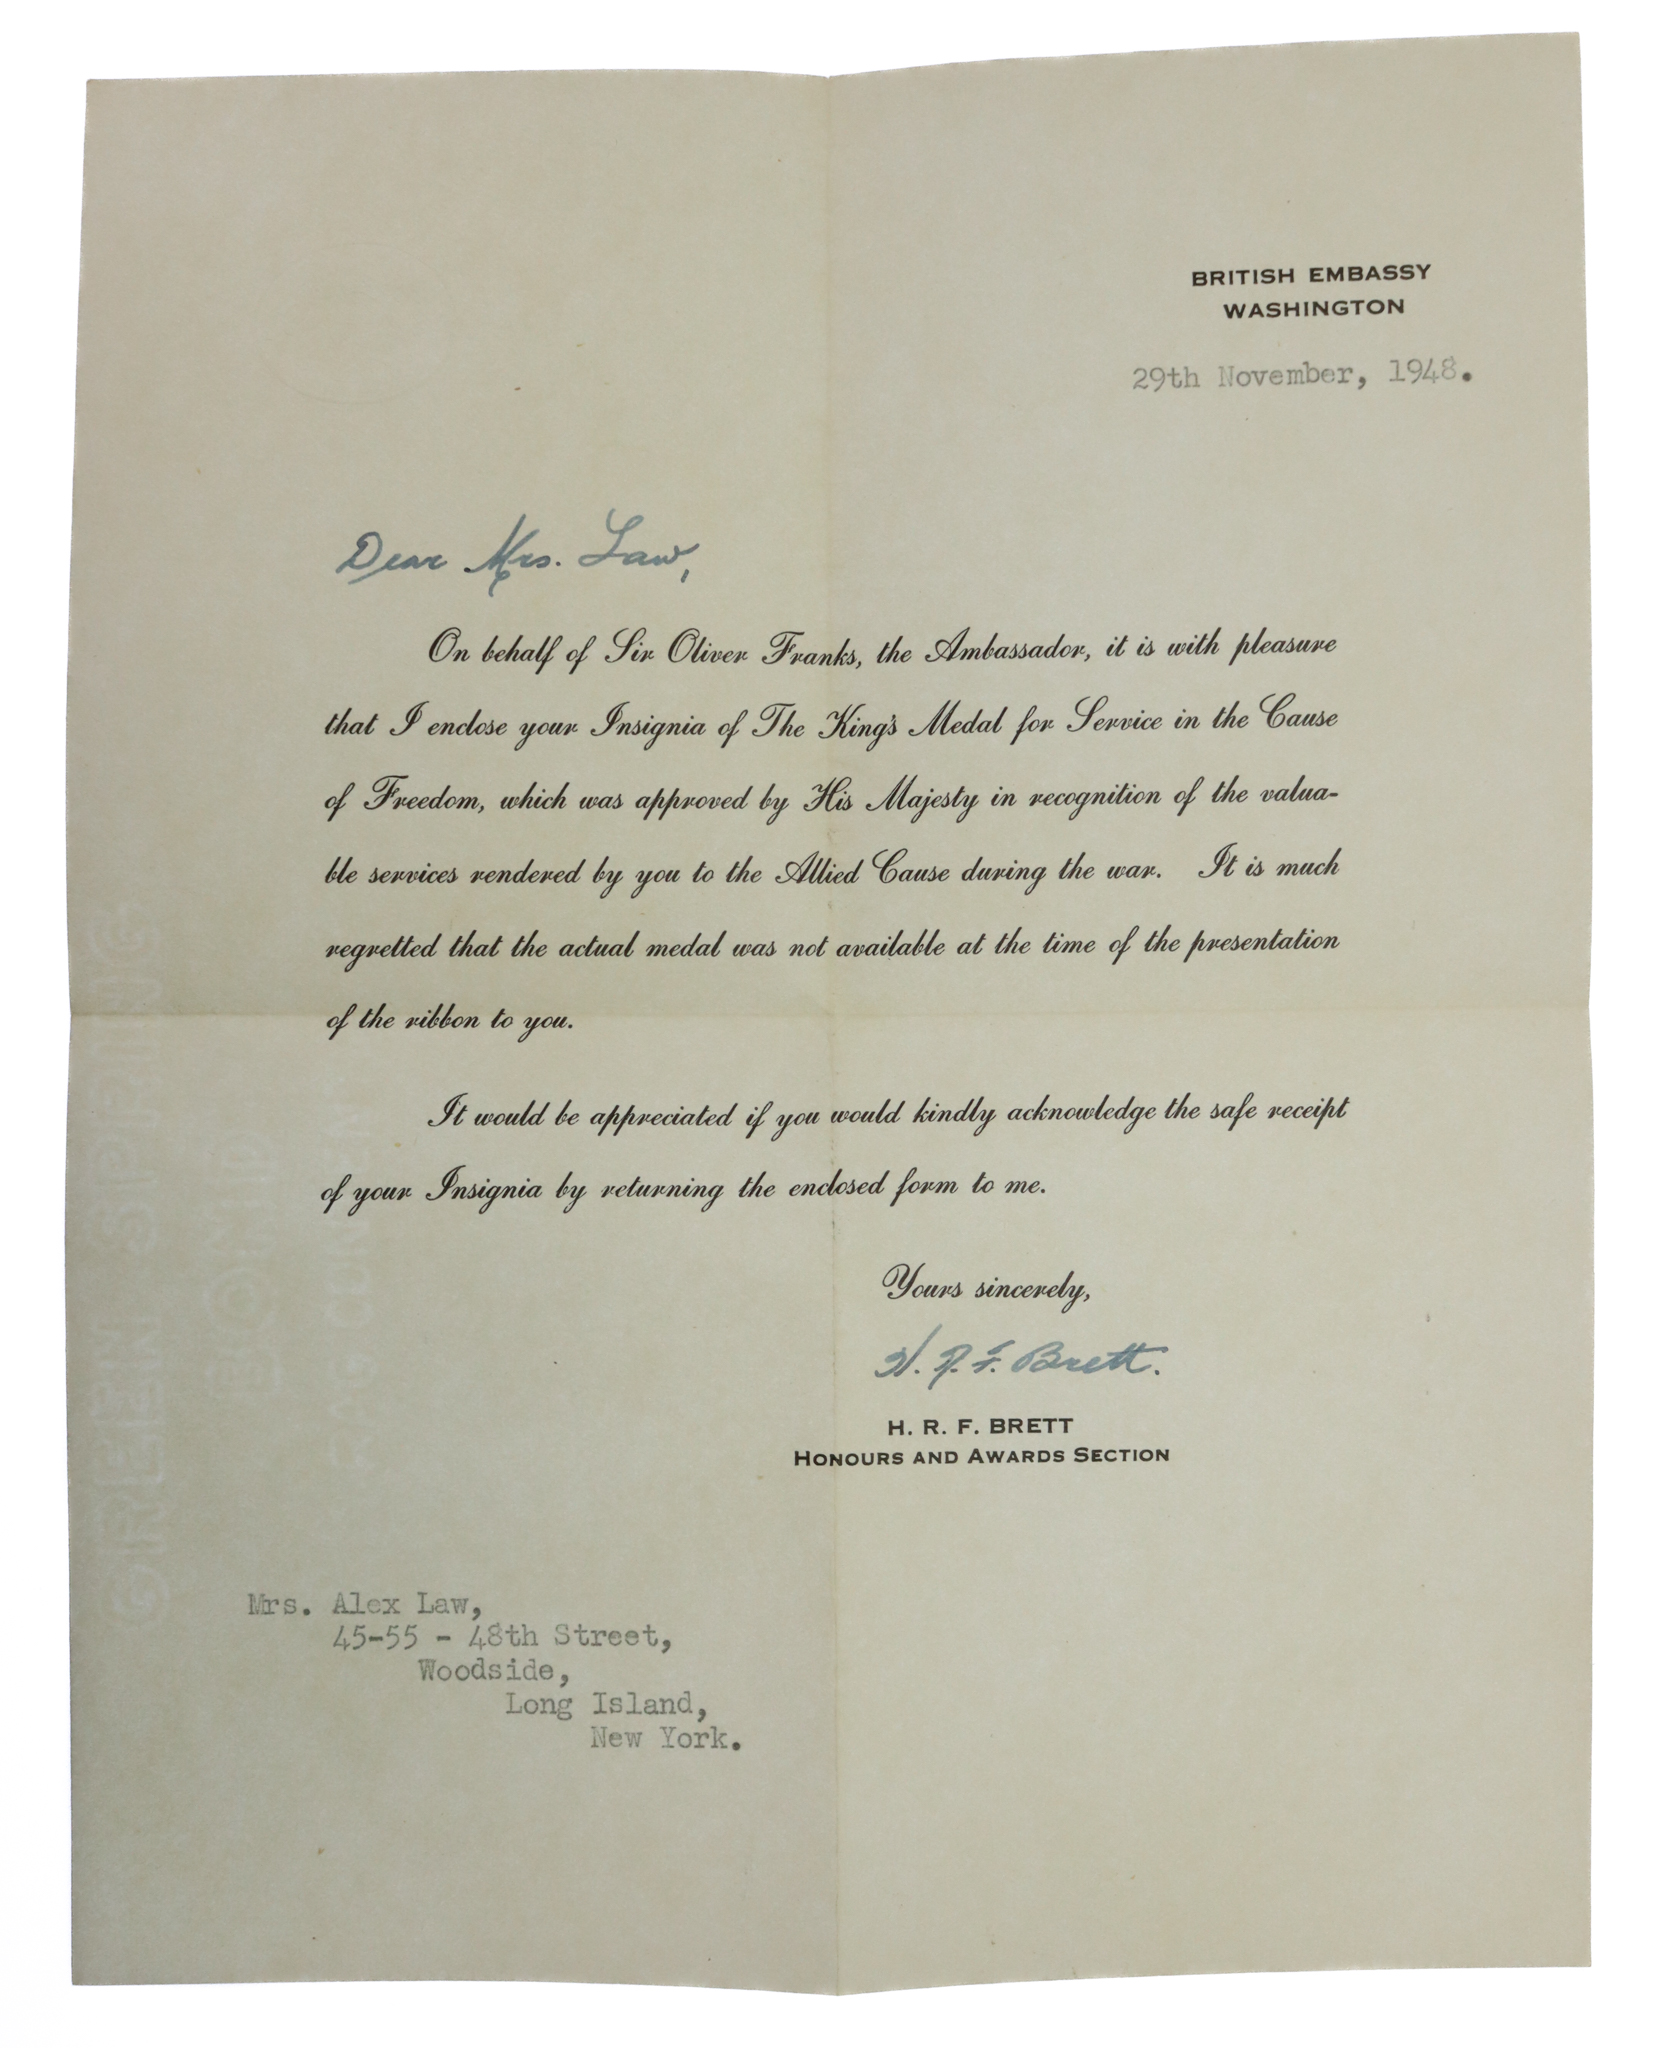 BRITISH EMBASSY
WASHINGTON
29th November, 1948.
Dear Mrs. Law,
On behalf of Sir Oliver Franks, the Ambassador, it is with pleasure
that I enclose your Insignia of The King's Medal for Service in the Cause
of Freedom, which was approved by His Majesty in recognition of the valua-
ble services rendered by you to the Allied Cause during the war. It is much
regretted that the actual medal was not available at the time of the presentation
of the ribbon to you.
It would be appreciated if you would kindly acknowledge the safe receipt
of your Insignia by returning the enclosed form to me.
Yours sincerely,
H. R. F. Brett.
H. R. F. BRETT
HONOURS AND AWARDS SECTION
Mrs. Alex Law,
45-55 - 48th Street,
Woodside,
Long Island,
New York.